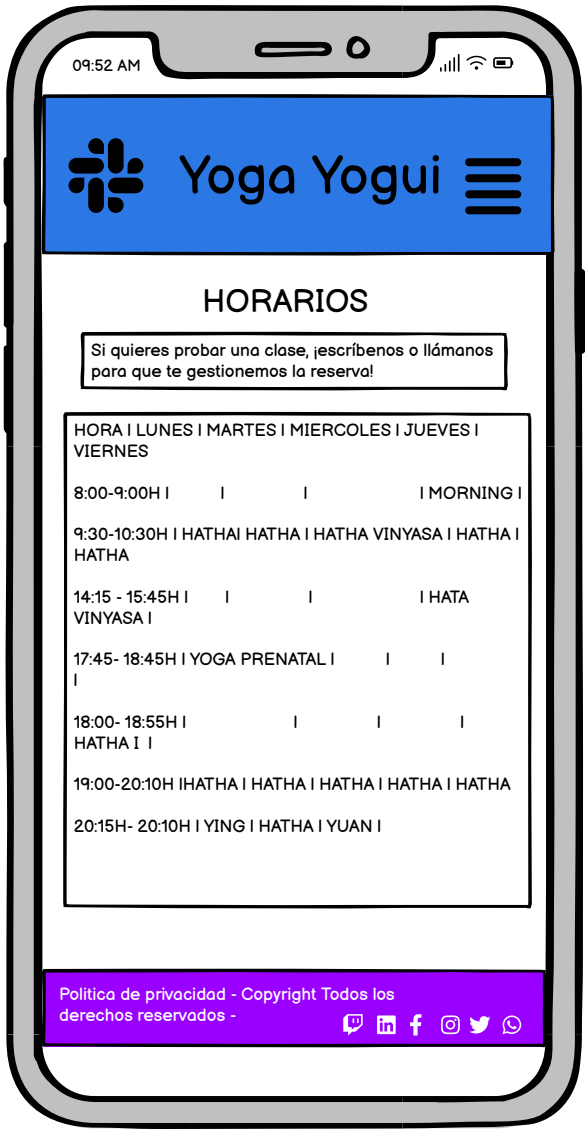 09:52 AM
Yoga Yogui
HORARIOS
Si quieres probar una clase, ¡escríbenos o llámanos
para que te gestionemos la reserva!
HORA I LUNES I MARTES I MIERCOLES I JUEVES I
VIERNES
8:00-9:00H I I I I MORNING I
9:30-10:30H I HATHAI HATHA I HATHA VINYASA I HATHA I
HATHA
14:15 - 15:45H I I I I HATA
VINYASA I
17:45- 18:45H I YOGA PRENATAL I I I
I
18:00- 18:55H I I I I
HATHA I I
19:00-20:10H IHATHA I HATHA I HATHA I HATHA I HATHA
20:15H- 20:10H I YING I HATHA I YUAN I
Politica de privacidad - Copyright Todos los
derechos reservados -